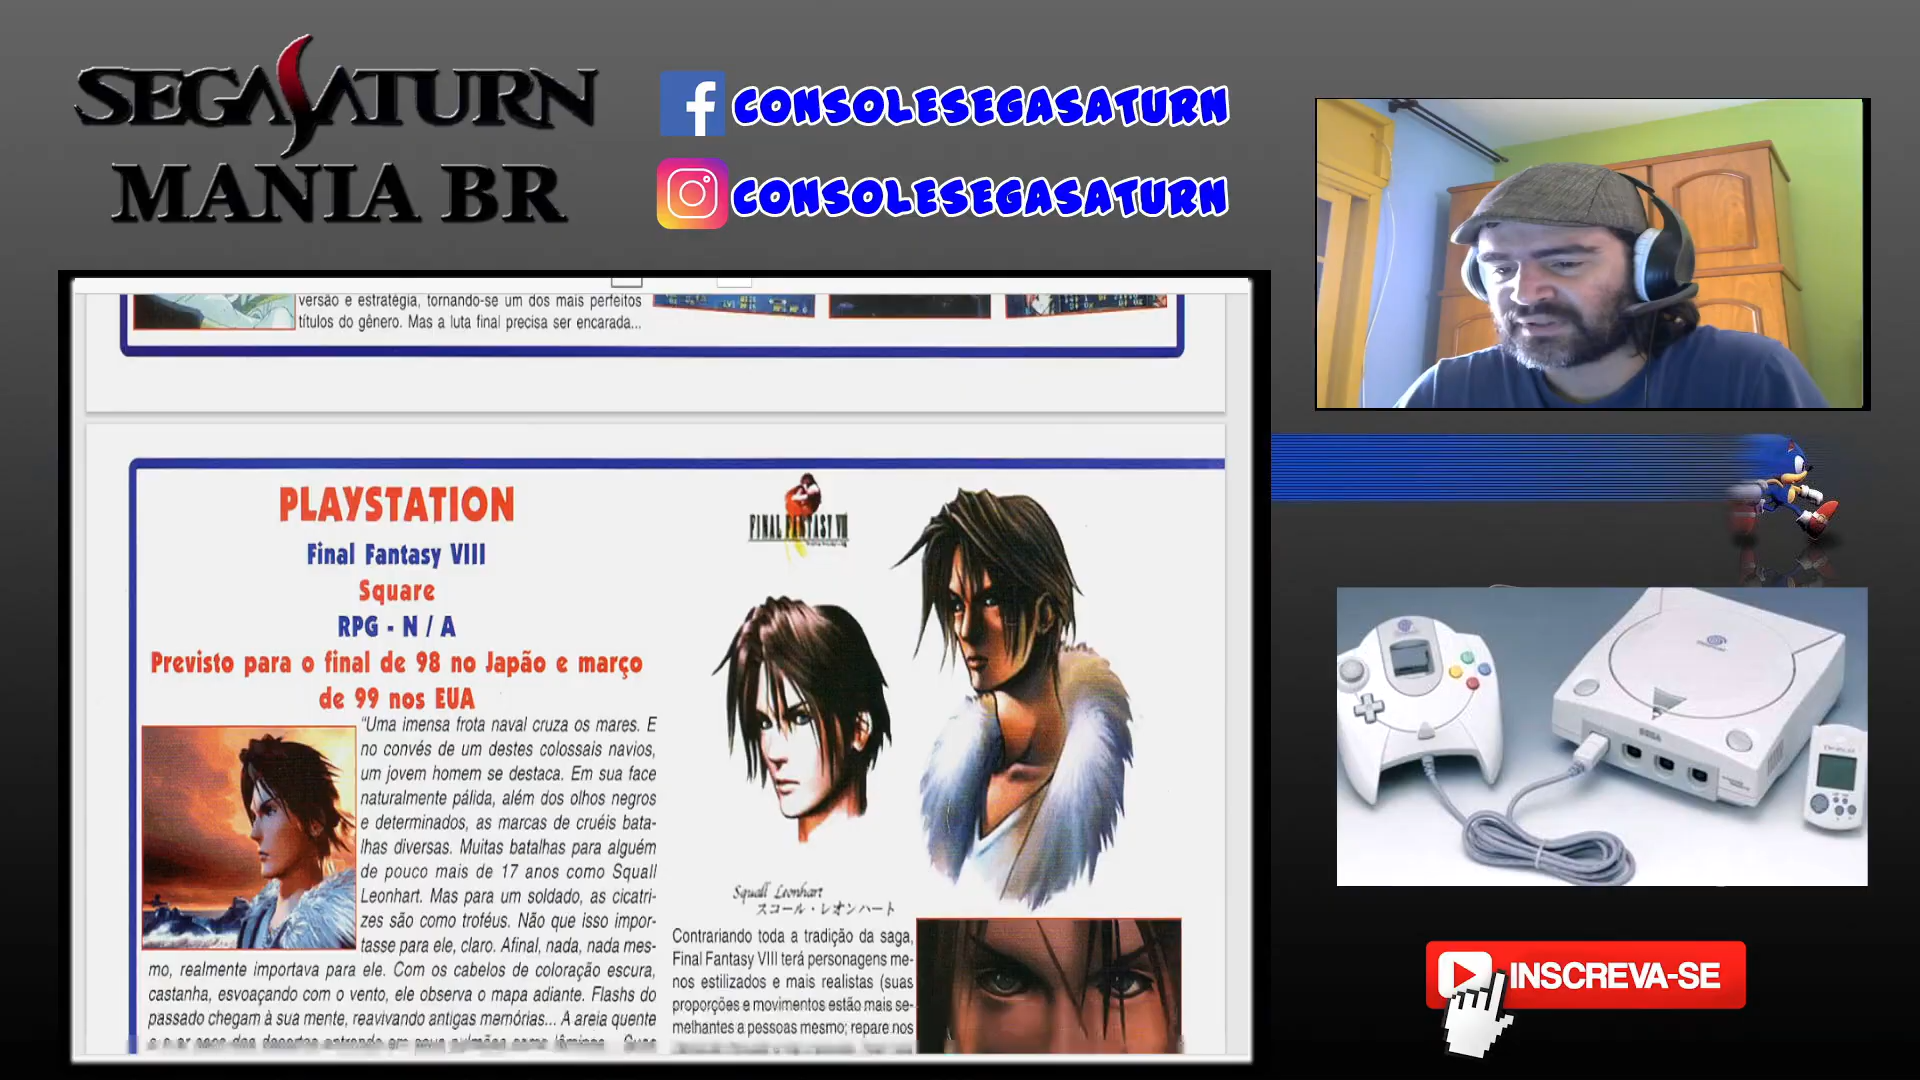 SEGA SATURN
MANIA BR
CONSOLESEGASATURN
CONSOLESEGASATURN
versão e estratégia, tornando-se um dos mais perfeitos
títulos do gênero. Mas a luta final precisa ser encarada...
PLAYSTATION
Final Fantasy VIII
Square
RPG - N / A
Previsto para o final de 98 no Japão e março
de 99 nos EUA
"Uma imensa frota naval cruza os mares. E
no convés de um destes colossais navios,
um jovem homem se destaca. Em sua face
naturalmente pálida, além dos olhos negros
e determinados, as marcas de cruéis bata-
lhas diversas. Muitas batalhas para alguém
de pouco mais de 17 anos como Squall
Leonhart. Mas para um soldado, as cicatri-
zes são como troféus. Não que isso impor-
tasse para ele, claro. Afinal, nada, nada mes-
mo, realmente importava para ele. Com os cabelos de coloração escura,
castanha, esvoaçando com o vento, ele observa o mapa adiante. Flashs do
passado chegam à sua mente, reavivando antigas memórias... A areia quente
FINAL FANTASY VIII
Squall Leonhart
スコール・レオンハート
Contrariando toda a tradição da saga,
Final Fantasy VIII terá personagens me-
nos estilizados e mais realistas (suas
proporções e movimentos estão mais se-
melhantes a pessoas mesmo; repare nos
SEGA
INSCREVA-SE